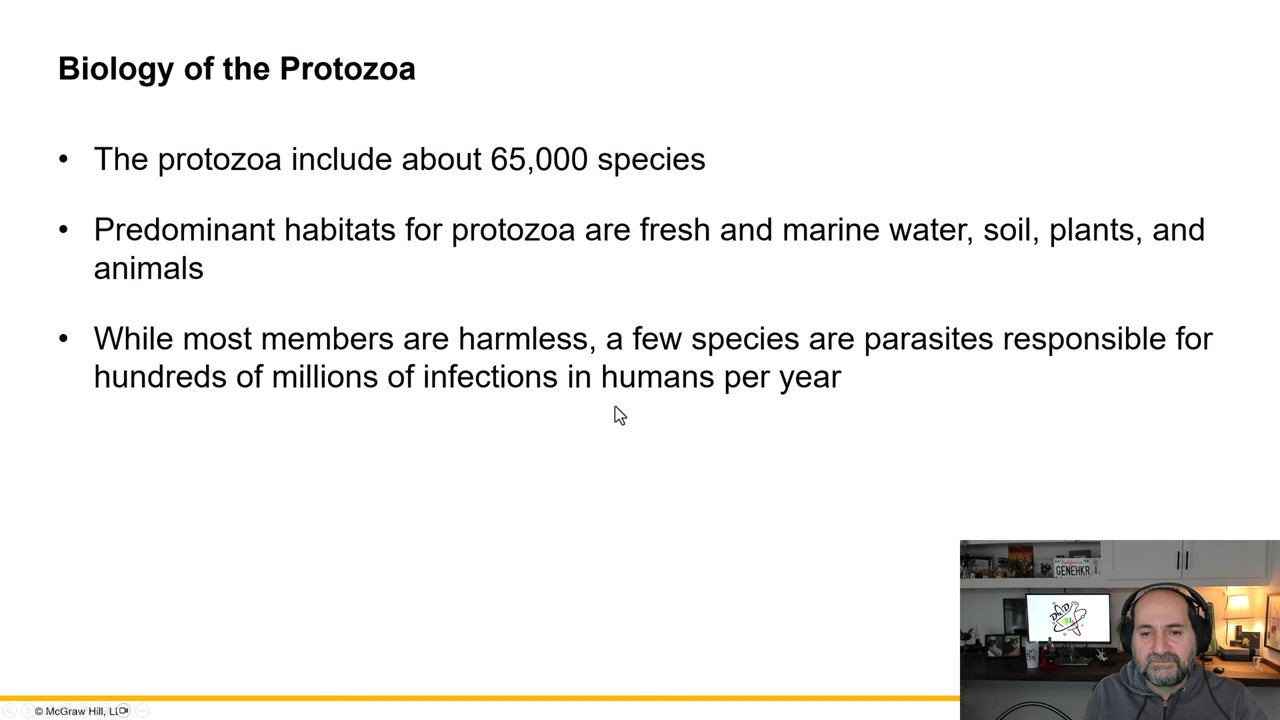 Biology of the Protozoa
• The protozoa include about 65,000 species
• Predominant habitats for protozoa are fresh and marine water, soil, plants, and
animals
• While most members are harmless, a few species are parasites responsible for
hundreds of millions of infections in humans per year
GENEHKR
© McGraw Hill,